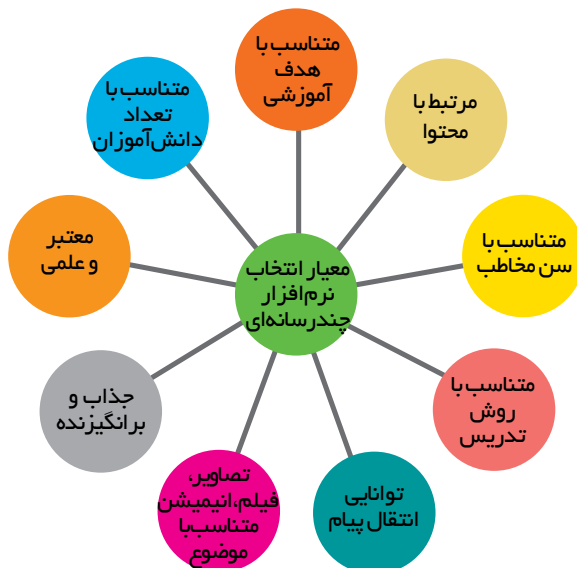 معیار انتخاب
نرم‌افزار
چندرسانه‌ای
متناسب با
هدف
آموزشی
مرتبط با
محتوا
متناسب با
سن مخاطب
متناسب با
روش
تدریس
توانایی
انتقال پیام
تصاویر،
فیلم،انیمیشن
متناسب‌با
موضوع
جذاب و
برانگیزنده
معتبر
و علمی
متناسب با
تعداد
دانش‌آموزان